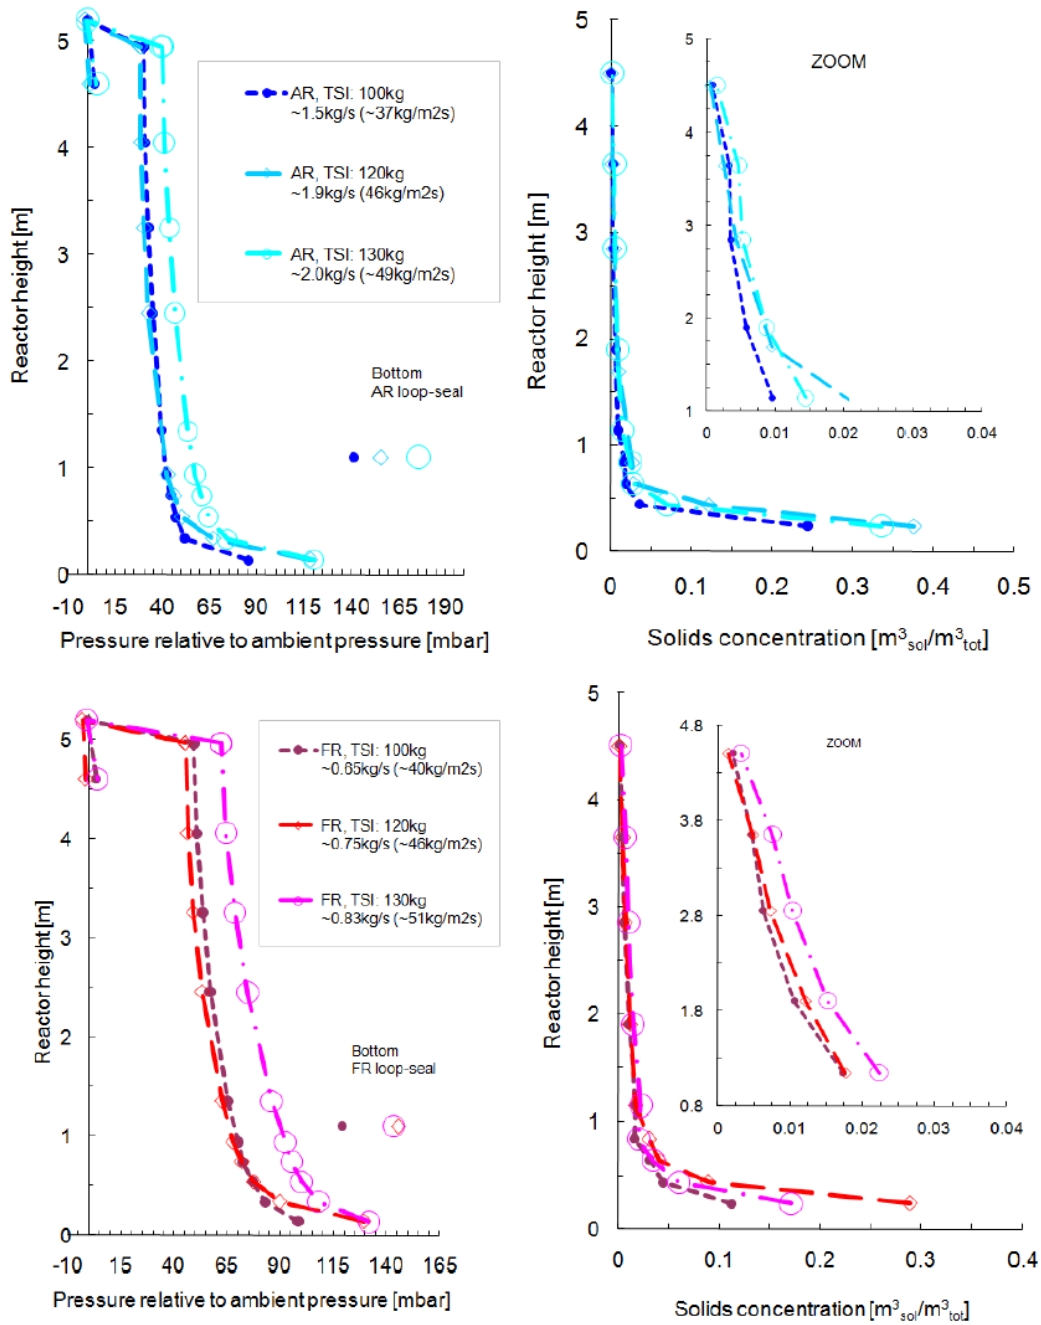 5
4
3
2
1
0
-10 15 40 65 90 115 140 165 190
Reactor height [m]
Pressure relative to ambient pressure [mbar]
AR, TSI: 100kg
~1.5kg/s (~37kg/m2s)
AR, TSI: 120kg
~1.9kg/s (46kg/m2s)
AR, TSI: 130kg
~2.0kg/s (~49kg/m2s)
Bottom
AR loop-seal
5
4
3
2
1
0
0 0.1 0.2 0.3 0.4 0.5
Reactor height [m]
Solids concentration [m³sol/m³tot]
ZOOM
5
4
4
3
3
2
2
1
1
0 0.01 0.02 0.03 0.04
5
4
3
2
1
0
-10 15 40 65 90 115 140 165
Reactor height [m]
Pressure relative to ambient pressure [mbar]
FR, TSI: 100kg
~0.65kg/s (~40kg/m2s)
FR, TSI: 120kg
~0.75kg/s (~46kg/m2s)
FR, TSI: 130kg
~0.83kg/s (~51kg/m2s)
Bottom
FR loop-seal
5
4
3
2
1
0
0 0.1 0.2 0.3 0.4
Reactor height [m]
Solids concentration [m³sol/m³tot]
ZOOM
4.8
3.8
2.8
1.8
0.8
0 0.01 0.02 0.03 0.04